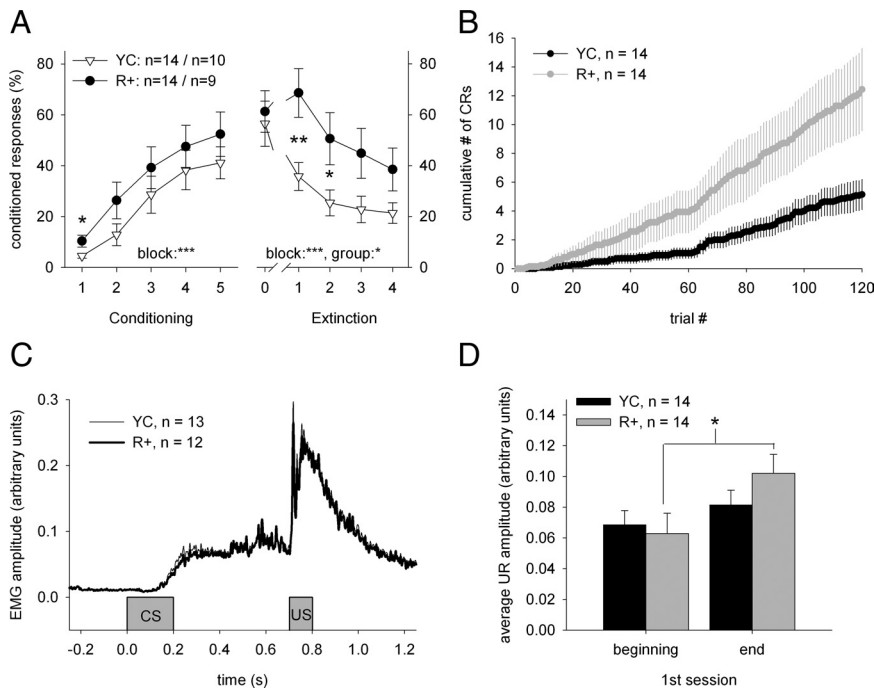 A
YC: n=14 / n=10
R+: n=14 / n=9
conditioned responses (%)
80
60
40
20
0
80
60
40
20
0
*
**
*
block:***
block:***, group:*
1 2 3 4 5
0 1 2 3 4
Conditioning
Extinction
B
YC, n = 14
R+, n = 14
cumulative # of CRs
16
14
12
10
8
6
4
2
0
0 20 40 60 80 100 120
trial #
C
YC, n = 13
R+, n = 12
EMG amplitude (arbitrary units)
0.3
0.2
0.1
0.0
CS
US
-0.2 0.0 0.2 0.4 0.6 0.8 1.0 1.2
time (s)
D
YC, n = 14
R+, n = 14
average UR amplitude (arbitrary units)
0.14
0.12
0.10
0.08
0.06
0.04
0.02
0.00
*
beginning end
1st session